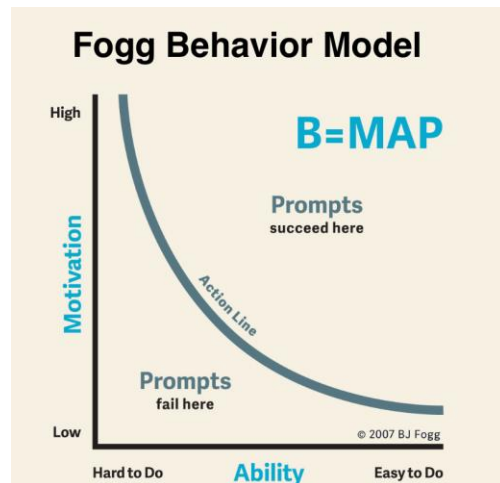 Fogg Behavior Model
High
B=MAP
Prompts
succeed here
Motivation
Action Line
Prompts
fail here
Low
© 2007 BJ Fogg
Hard to Do
Ability
Easy to Do